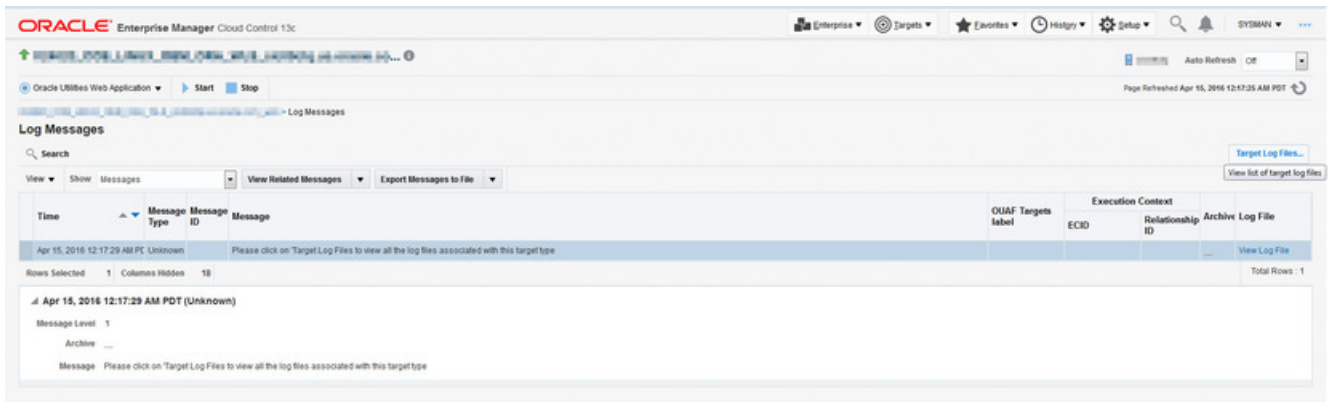 ORACLE Enterprise Manager Cloud Control 13c
Enterprise Targets Favorites History Setup SYSMAN
Auto Refresh Off
Oracle Utilities Web Application Start Stop
Page Refreshed Apr 15, 2016 12:17:25 AM PDT
> Log Messages
Log Messages
Search
Target Log Files...
View Show Messages View Related Messages Export Messages to File
View list of target log files
Execution Context
Time Message Type Message ID Message OUAF Targets label ECID Relationship ID Archive Log File
Apr 15, 2016 12:17:29 AM PD Unknown Please click on 'Target Log Files to view all the log files associated with this target type ... View Log File
Rows Selected 1 Columns Hidden 18 Total Rows : 1
Apr 15, 2016 12:17:29 AM PDT (Unknown)
Message Level 1
Archive ...
Message Please click on 'Target Log Files to view all the log files associated with this target type